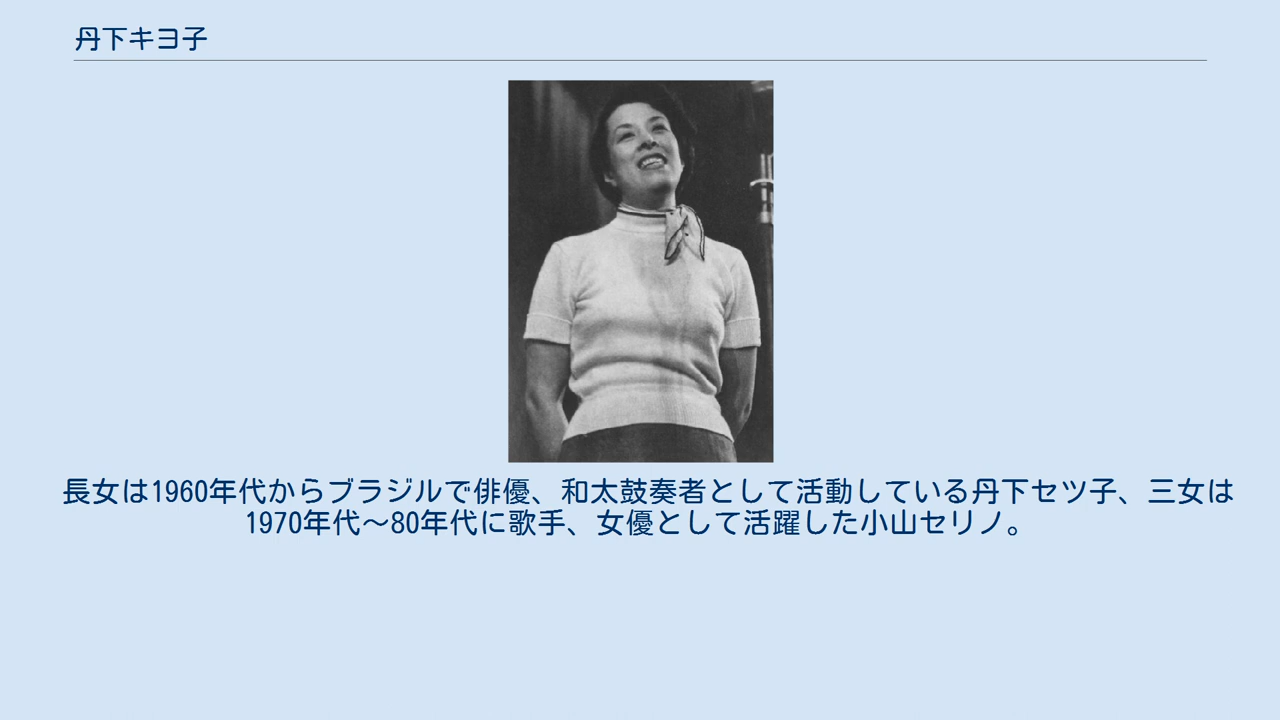 丹下キヨ子
長女は1960年代からブラジルで俳優、和太鼓奏者として活動している丹下セツ子、三女は
1970年代～80年代に歌手、女優として活躍した小山セリノ。